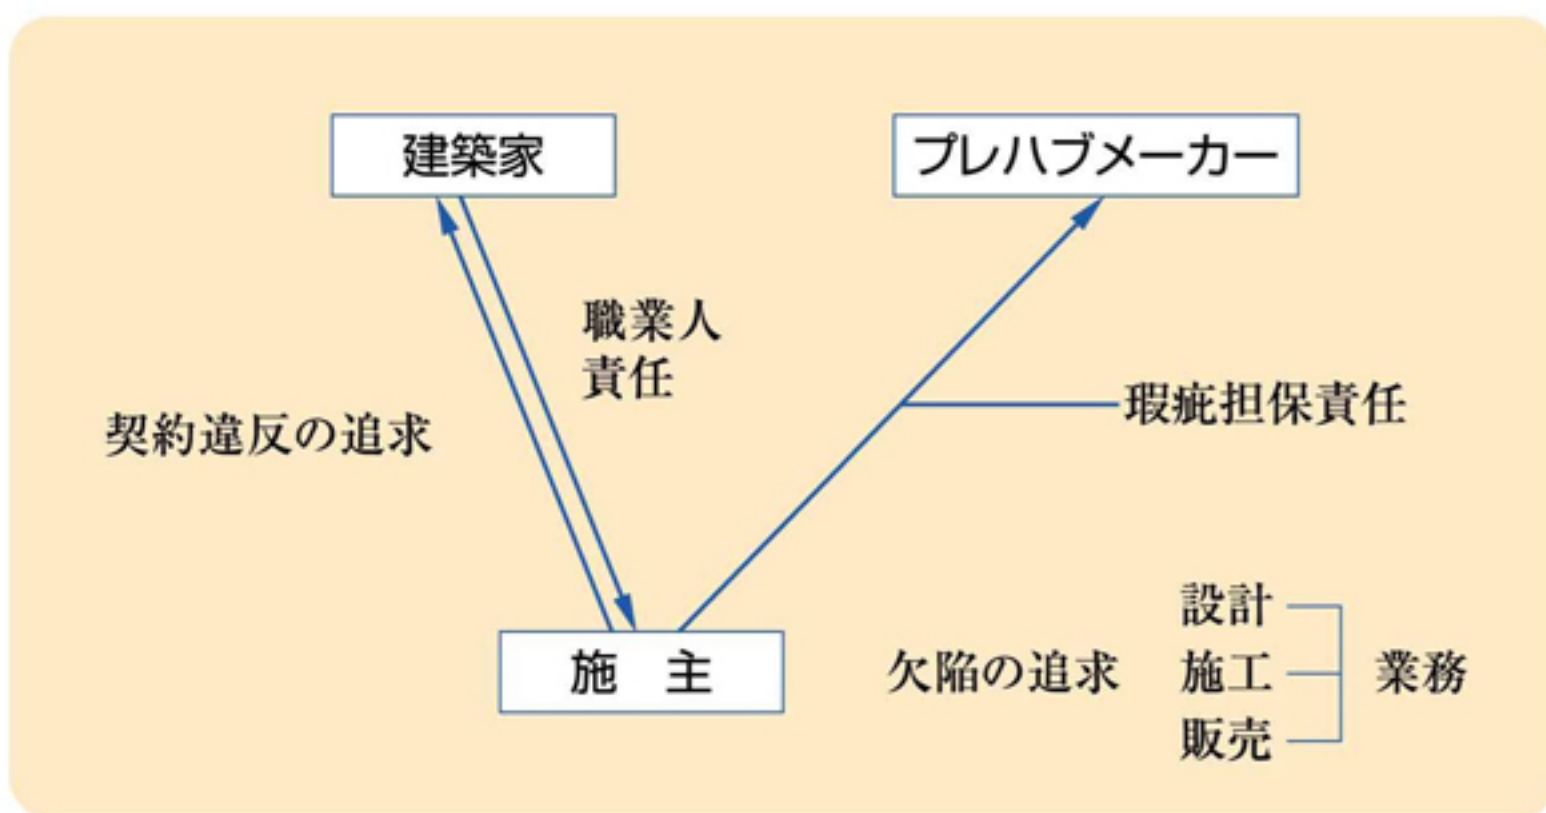 建築家
プレハブメーカー
職業人
責任
契約違反の追求
瑕疵担保責任
施　主
欠陥の追求
設計
施工
販売
業務